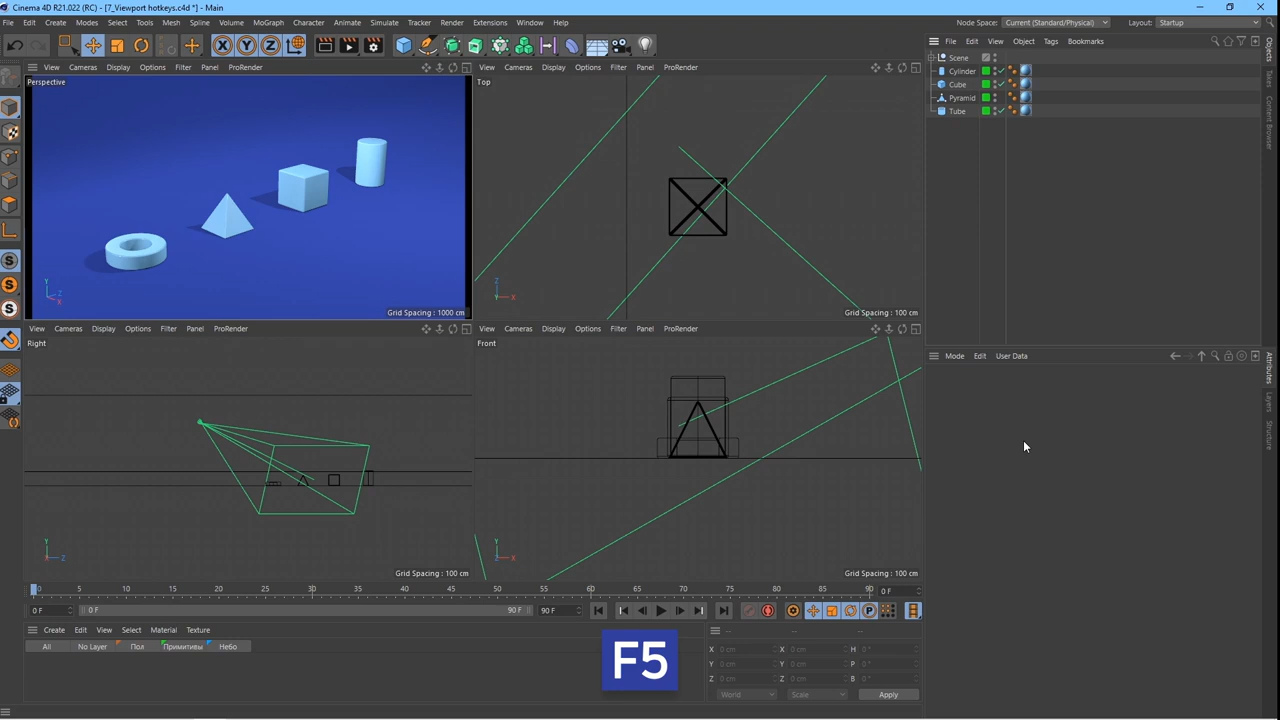 Cinema 4D R21.022 (RC) - [7_Viewport hotkeys.c4d *] - Main
File Edit Create Modes Select Tools Mesh Spline Volume MoGraph Character Animate Simulate Tracker Render Extensions Window Help
Node Space: Current (Standard/Physical) Layout: Startup
View Cameras Display Options Filter Panel ProRender
View Cameras Display Options Filter Panel ProRender
File Edit View Object Tags Bookmarks
Perspective
Top
Scene
Cylinder
Cube
Pyramid
Tube
Objects
Takes
Content Browser
Y
Z
X
Grid Spacing : 1000 cm
Z
Y X
Grid Spacing : 100 cm
View Cameras Display Options Filter Panel ProRender
View Cameras Display Options Filter Panel ProRender
Right
Front
Mode Edit User Data
Attributes
Layers
Structure
Y
Z
Grid Spacing : 100 cm
Y
X
Grid Spacing : 100 cm
0 5 10 15 20 25 30 35 40 45 50 55 60 65 70 75 80 85 90 0 F
0 F 0 F 90 F 90 F
Create Edit View Select Material Texture
All No Layer Пол Примитивы Небо
F5
-- -- --
X 0 cm X 0 cm H 0 °
Y 0 cm Y 0 cm P 0 °
Z 0 cm Z 0 cm B 0 °
World Scale Apply